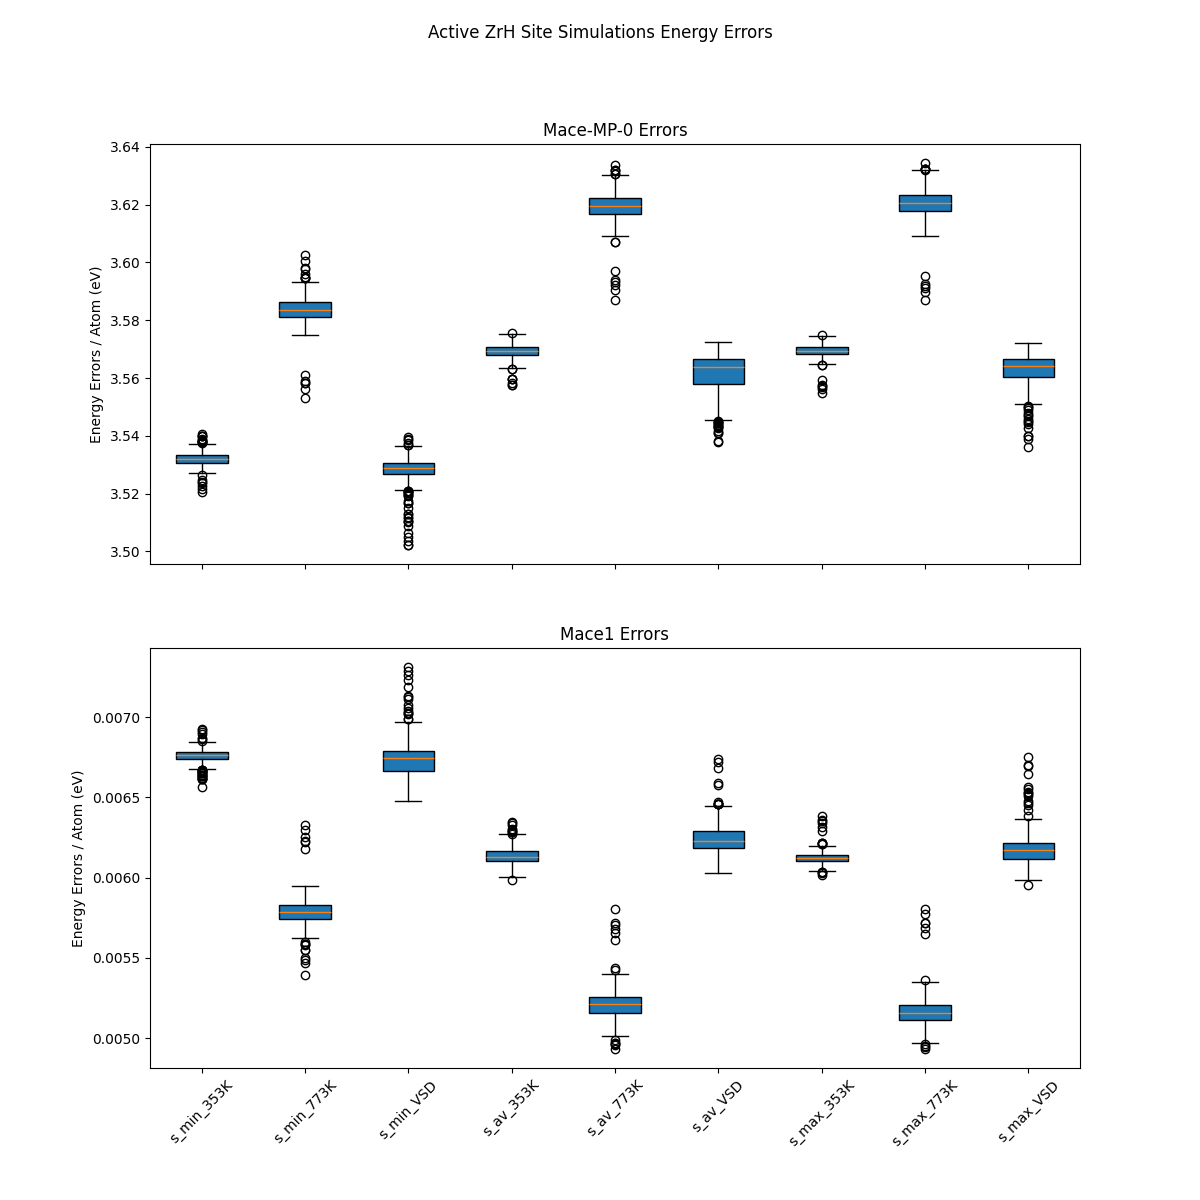 Active ZrH Site Simulations Energy Errors
Mace-MP-0 Errors
Energy Errors / Atom (eV)
3.64
3.62
3.60
3.58
3.56
3.54
3.52
3.50
Mace1 Errors
Energy Errors / Atom (eV)
0.0070
0.0065
0.0060
0.0055
0.0050
s_min_353K
s_min_773K
s_min_VSD
s_av_353K
s_av_773K
s_av_VSD
s_max_353K
s_max_773K
s_max_VSD